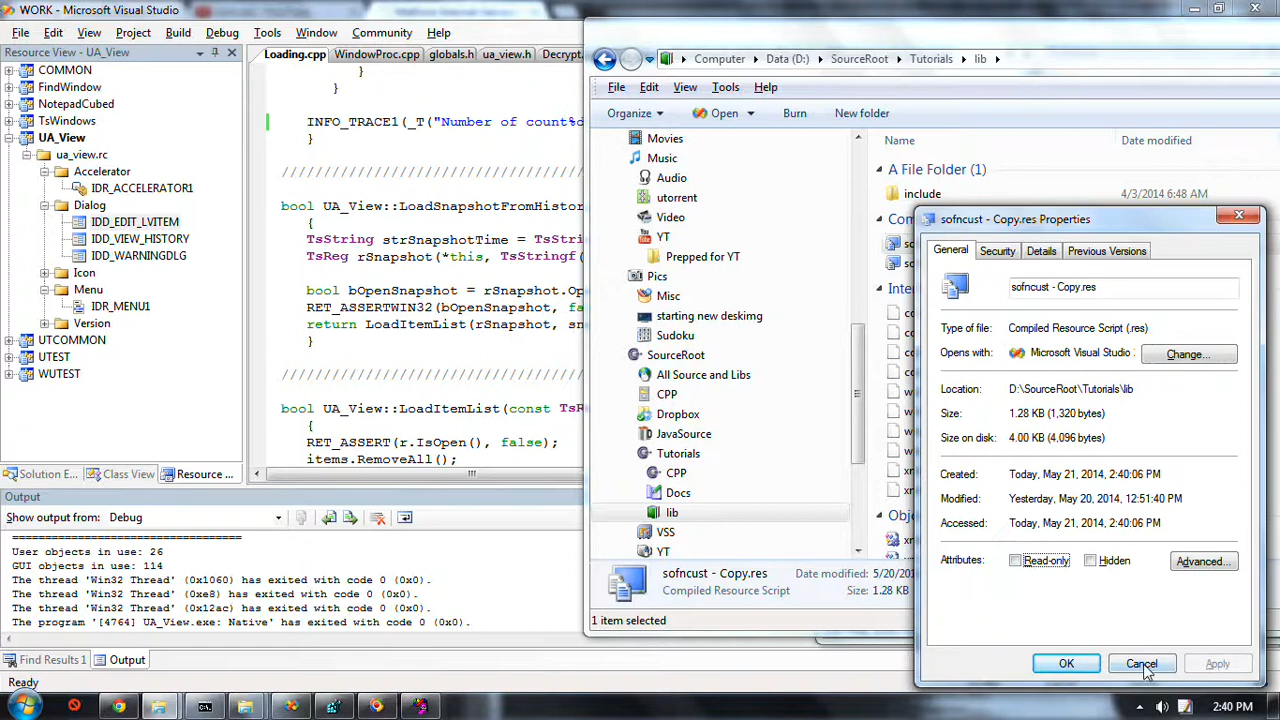 WORK - Microsoft Visual Studio
File Edit View Project Build Debug Tools Window Community Help
Resource View - UA_View
COMMON
FindWindow
NotepadCubed
TsWindows
UA_View
ua_view.rc
Accelerator
IDR_ACCELERATOR1
Dialog
IDD_EDIT_LVITEM
IDD_VIEW_HISTORY
IDD_WARNINGDLG
Icon
Menu
IDR_MENU1
Version
UTCOMMON
UTEST
WUTEST
Solution E... Class View Resource ...
Loading.cpp WindowProc.cpp globals.h ua_view.h Decrypt.
}
}
INFO_TRACE1(_T("Number of count%d
}
////////////////////////////////////
bool UA_View::LoadSnapshotFromHistor
{
TsString strSnapshotTime = TsStri
TsReg rSnapshot(*this, TsStringf(
bool bOpenSnapshot = rSnapshot.Op
RET_ASSERTWIN32(bOpenSnapshot, fa
return LoadItemList(rSnapshot, sn
}
////////////////////////////////////
bool UA_View::LoadItemList(const TsR
{
RET_ASSERT(r.IsOpen(), false);
items.RemoveAll();
Output
Show output from: Debug
==================================
User objects in use: 26
GUI objects in use: 114
The thread 'Win32 Thread' (0x1060) has exited with code 0 (0x0).
The thread 'Win32 Thread' (0xe8) has exited with code 0 (0x0).
The thread 'Win32 Thread' (0x12ac) has exited with code 0 (0x0).
The program '[4764] UA_View.exe: Native' has exited with code 0 (0x0).
Find Results 1 Output
Ready
Computer Data (D:) SourceRoot Tutorials lib
File Edit View Tools Help
Organize Open Burn New folder
Movies
Music
Audio
utorrent
Video
YT
Prepped for YT
Pics
Misc
starting new deskimg
Sudoku
SourceRoot
All Source and Libs
CPP
Dropbox
JavaSource
Tutorials
CPP
Docs
lib
VSS
YT
Name Date modified
A File Folder (1)
include 4/3/2014 6:48 AM
Co
so
so
Inte
co
co
co
co
w
w
w
w
xn
xn
Obje
xn
sofncust - Copy.res Date modified: 5/20/201
Compiled Resource Script Size: 1.28 KB
1 item selected
sofncust - Copy.res Properties
General Security Details Previous Versions
sofncust - Copy.res
Type of file: Compiled Resource Script (.res)
Opens with: Microsoft Visual Studio Change...
Location: D:\SourceRoot\Tutorials\lib
Size: 1.28 KB (1,320 bytes)
Size on disk: 4.00 KB (4,096 bytes)
Created: Today, May 21, 2014, 2:40:06 PM
Modified: Yesterday, May 20, 2014, 12:51:40 PM
Accessed: Today, May 21, 2014, 2:40:06 PM
Attributes: Read-only Hidden Advanced...
OK Cancel Apply
2:40 PM